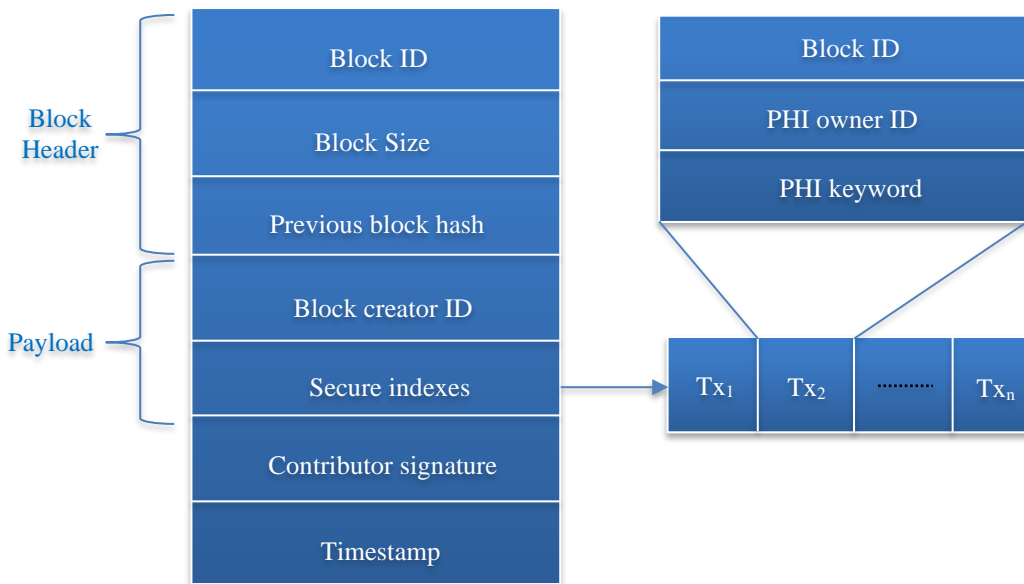 Block
Header
Payload
Block ID
Block Size
Previous block hash
Block creator ID
Secure indexes
Contributor signature
Timestamp
Block ID
PHI owner ID
PHI keyword
Tx₁ Tx₂ ........... Txₙ